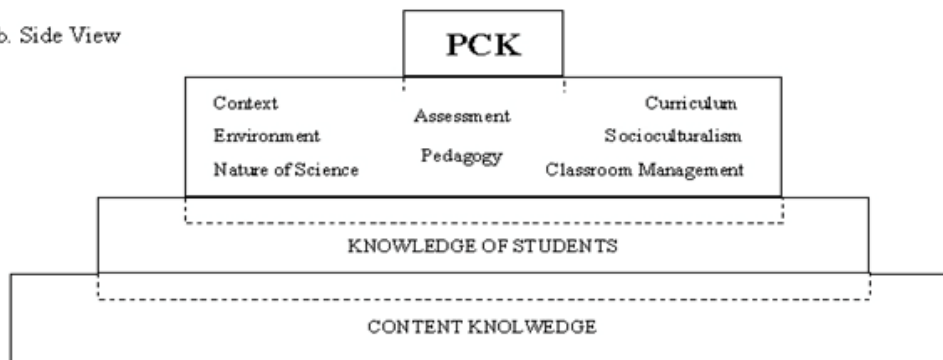 b. Side View
PCK
Context
Environment
Nature of Science
Assessment
Pedagogy
Curriculum
Socioculturalism
Classroom Management
KNOWLEDGE OF STUDENTS
CONTENT KNOLWEDGE